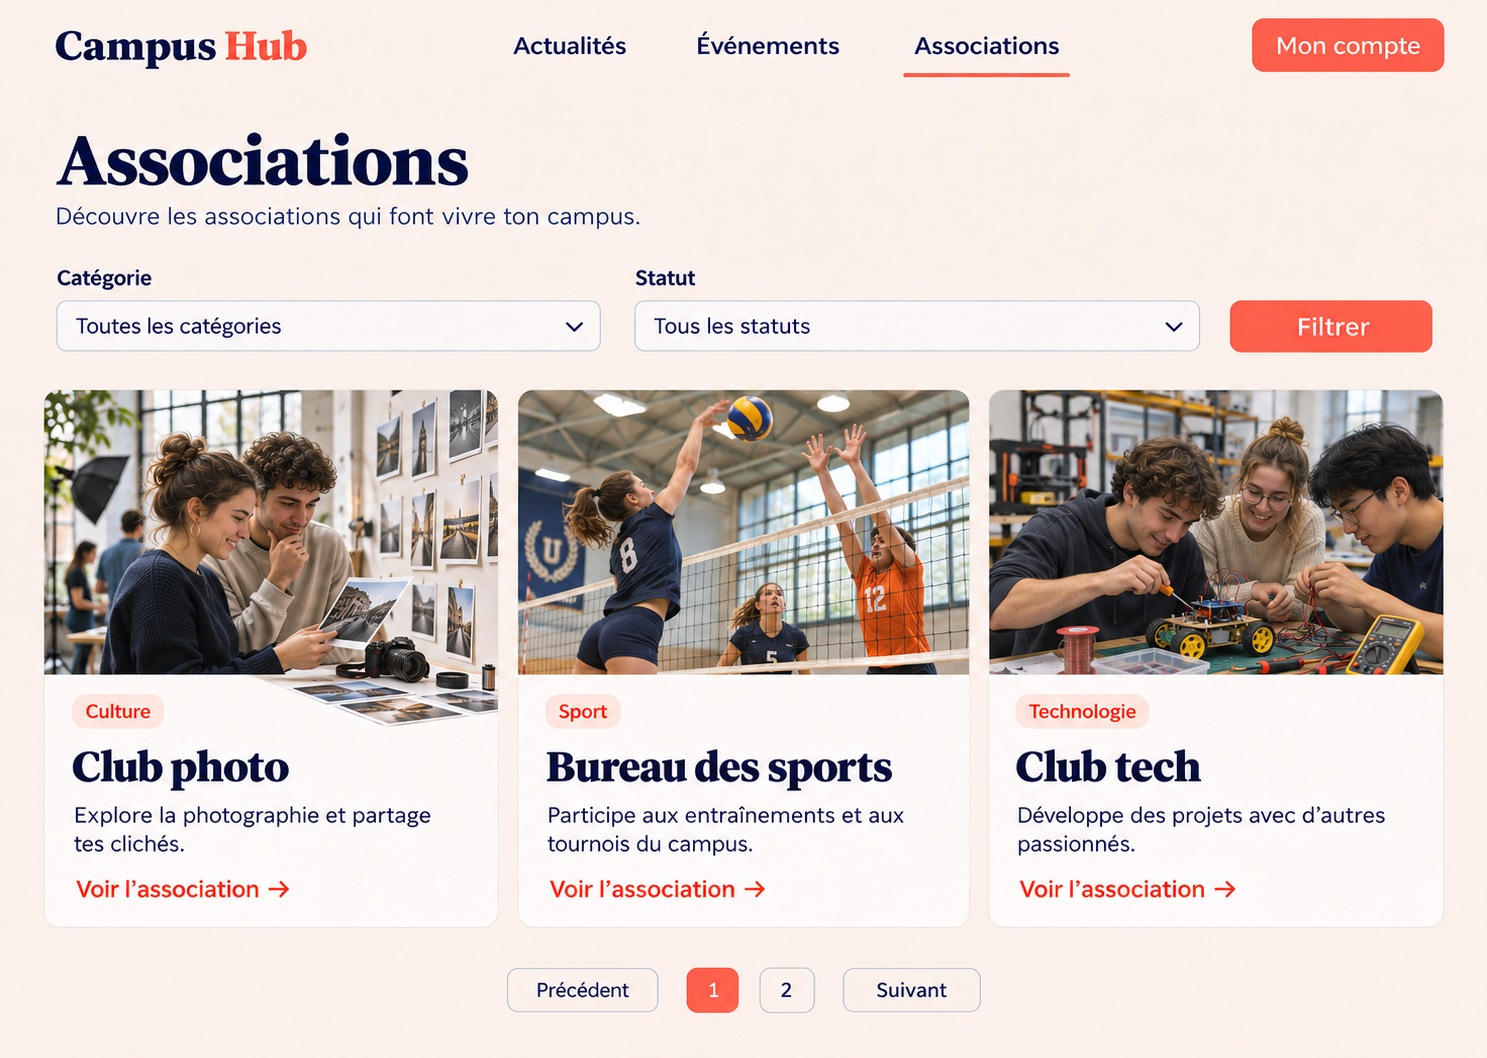 Campus Hub
Actualités
Événements
Associations
Mon compte
Associations
Découvre les associations qui font vivre ton campus.
Catégorie
Statut
Toutes les catégories
Tous les statuts
Filtrer
U
8
12
5
Culture
Club photo
Explore la photographie et partage
tes clichés.
Voir l’association →
Sport
Bureau des sports
Participe aux entraînements et aux
tournois du campus.
Voir l’association →
Technologie
Club tech
Développe des projets avec d’autres
passionnés.
Voir l’association →
Précédent
1
2
Suivant